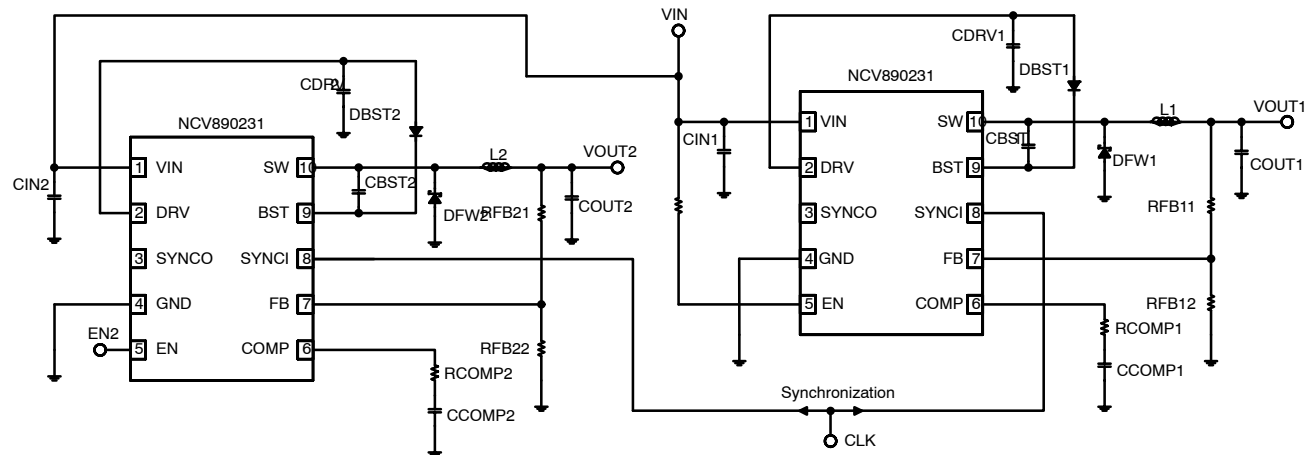 VIN
CDRV1
DBST1
NCV890231
L1
VOUT1
1 VIN SW 10
CIN1
CBST1
DFW1
COUT1
2 DRV BST 9
3 SYNCO SYNCI 8
RFB11
4 GND FB 7
5 EN COMP 6
RFB12
RCOMP1
CCOMP1
CDRV2
DBST2
NCV890231
L2
VOUT2
1 VIN SW 10
CIN2
CBST2
DFW2
COUT2
2 DRV BST 9
RFB21
3 SYNCO SYNCI 8
4 GND FB 7
EN2
5 EN COMP 6
RFB22
RCOMP2
CCOMP2
Synchronization
CLK